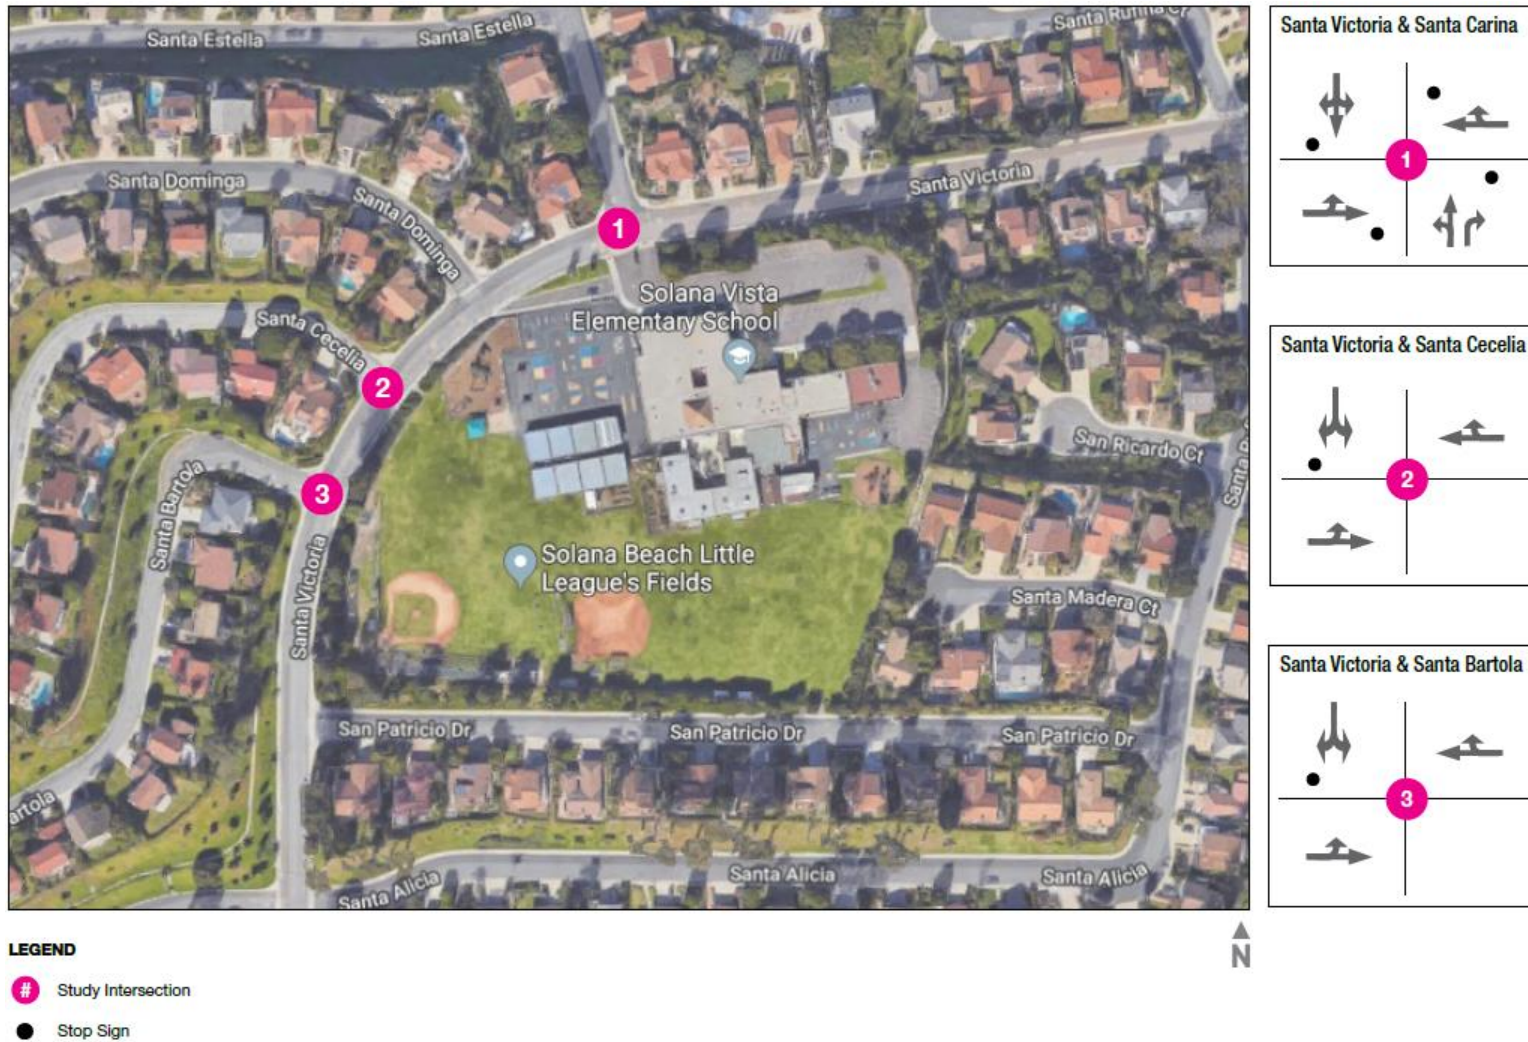 Santa Estella
Santa Estella
Santa Rufina Ct
Santa Dominga
Santa Dominga
Santa Victoria
1
Solana Vista
Elementary School
Santa Cecelia
2
San Ricardo Ct
3
Santa Bartola
Santa Victoria
Solana Beach Little
League's Fields
Santa Madera Ct
San Patricio Dr
San Patricio Dr
San Patricio Dr
artola
Santa Alicia
Santa Alicia
Santa Alicia
N
LEGEND
# Study Intersection
Stop Sign
Santa Victoria & Santa Carina
1
Santa Victoria & Santa Cecelia
2
Santa Victoria & Santa Bartola
3